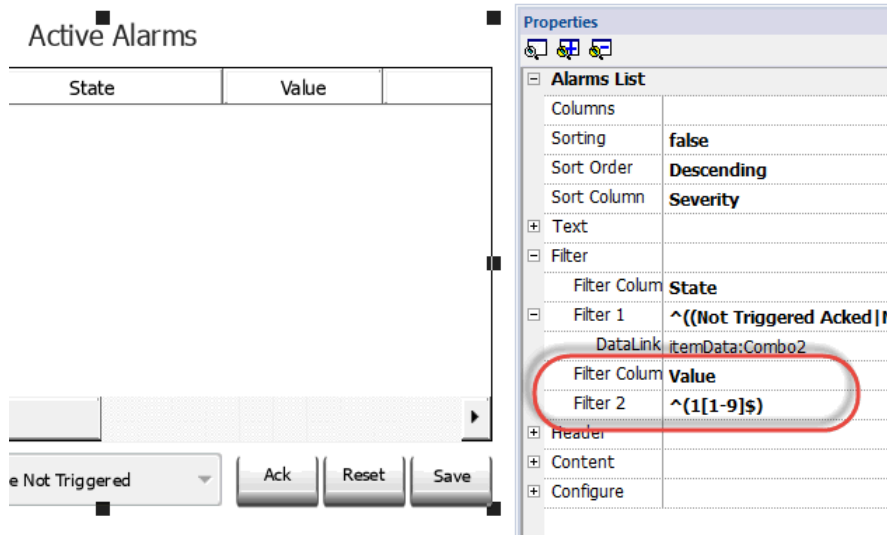 Active Alarms
State Value
e Not Triggered
Ack Reset Save
Properties
Alarms List
Columns
Sorting false
Sort Order Descending
Sort Column Severity
Text
Filter
Filter Colum State
Filter 1 ^((Not Triggered Acked|
DataLink itemData:Combo2
Filter Colum Value
Filter 2 ^(1[1-9]$)
Header
Content
Configure